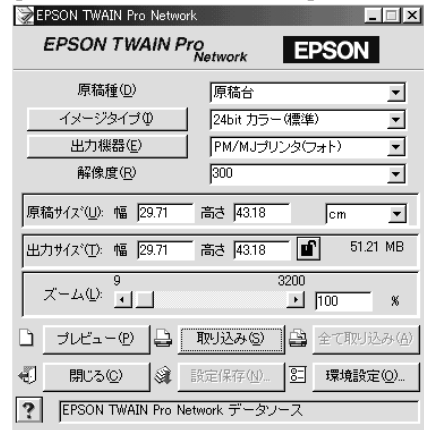 EPSON TWAIN Pro Network
EPSON TWAIN Pro Network EPSON
原稿種(D) 原稿台
イメージタイプ(I) 24bit カラー(標準)
出力機器(E) PM/MJプリンタ(フォト)
解像度(R) 300
原稿サイズ(U): 幅 29.71 高さ 43.18 cm
出力サイズ(T): 幅 29.71 高さ 43.18 51.21 MB
9 3200
ズーム(L): 100 %
プレビュー(P) 取り込み(S) 全て取り込み(A)
閉じる(C) 設定保存(N)... 環境設定(O)...
? EPSON TWAIN Pro Network データソース